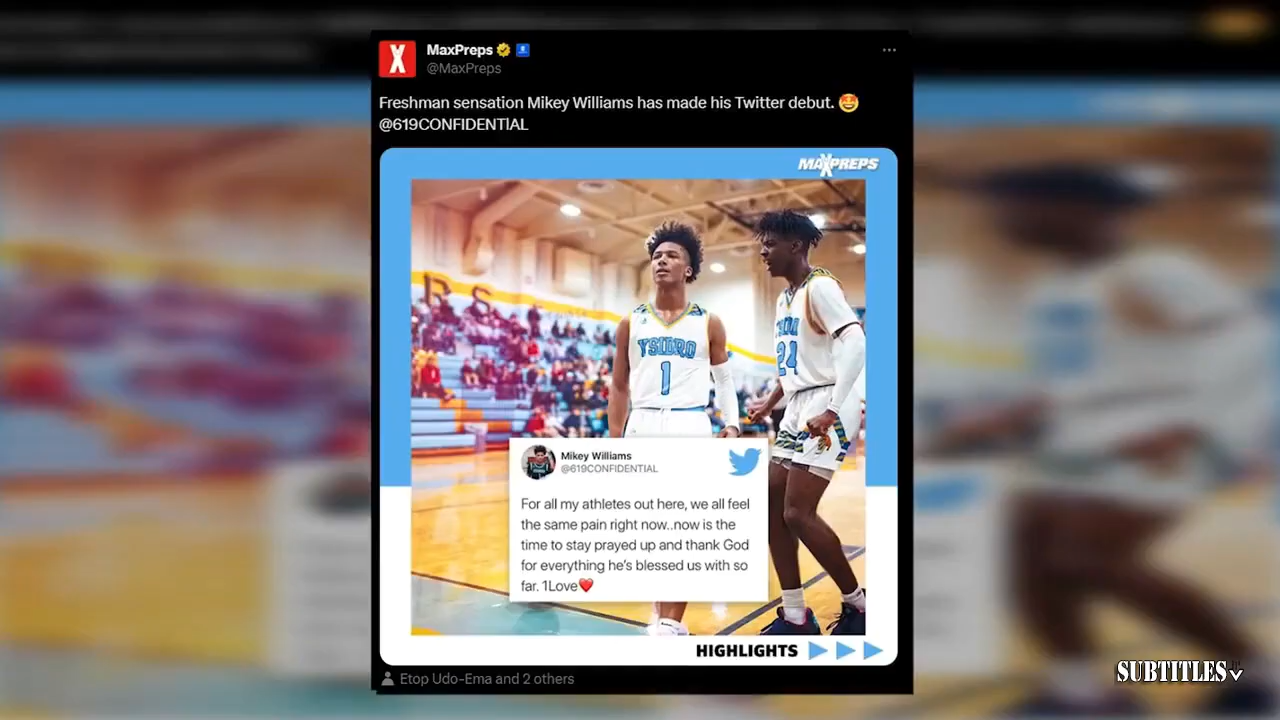 MaxPreps
@MaxPreps
Freshman sensation Mikey Williams has made his Twitter debut. 🤩
@619CONFIDENTIAL
MAXPREPS
YSIDRO
1
24
Mikey Williams
@619CONFIDENTIAL
For all my athletes out here, we all feel
the same pain right now..now is the
time to stay prayed up and thank God
for everything he's blessed us with so
far. 1Love❤️
HIGHLIGHTS
Etop Udo-Ema and 2 others
SUBTITLES